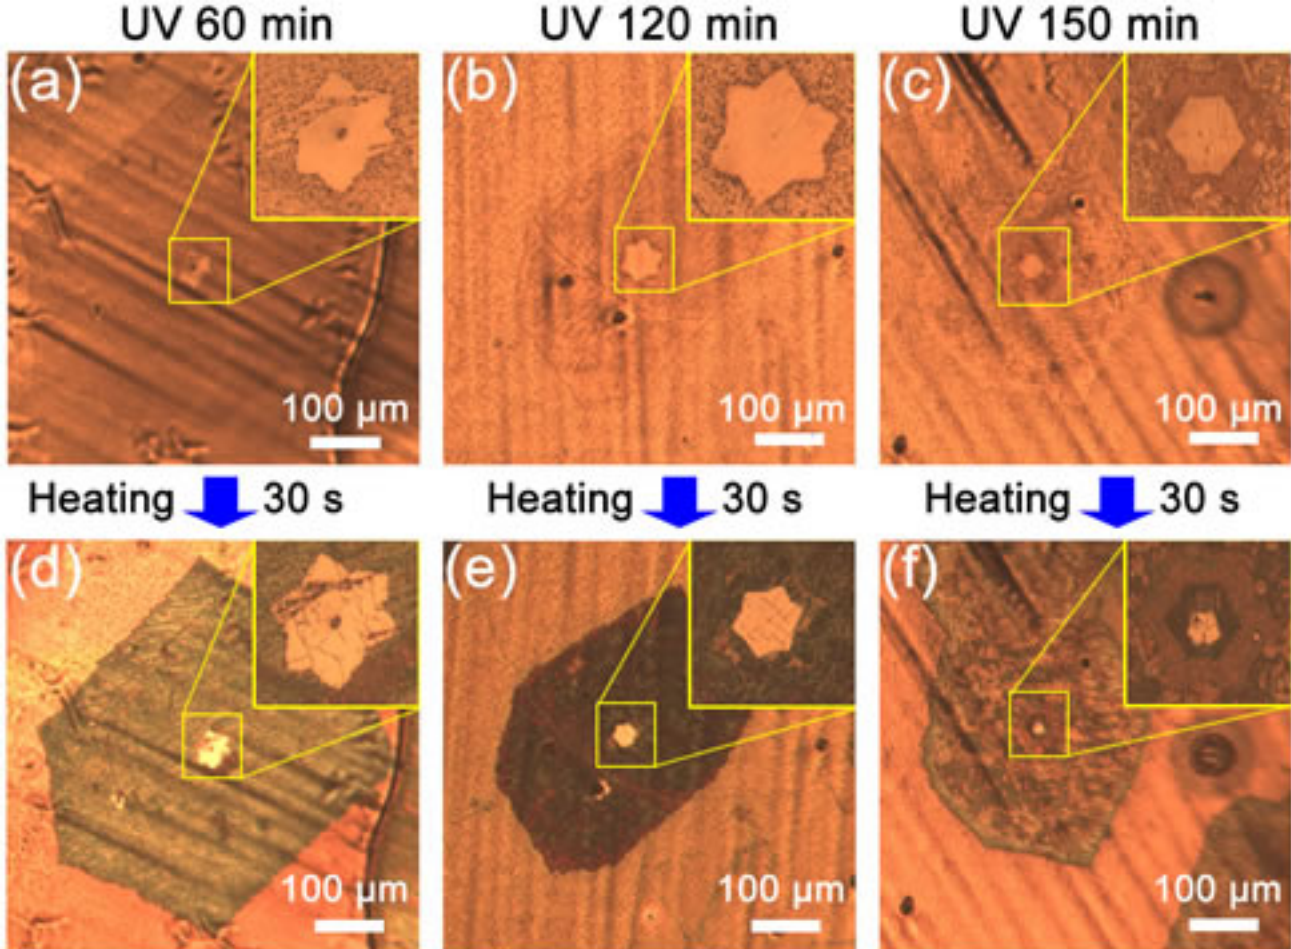 UV 60 min UV 120 min UV 150 min
(a) (b) (c)
100 μm 100 μm 100 μm
Heating 30 s Heating 30 s Heating 30 s
(d) (e) (f)
100 μm 100 μm 100 μm